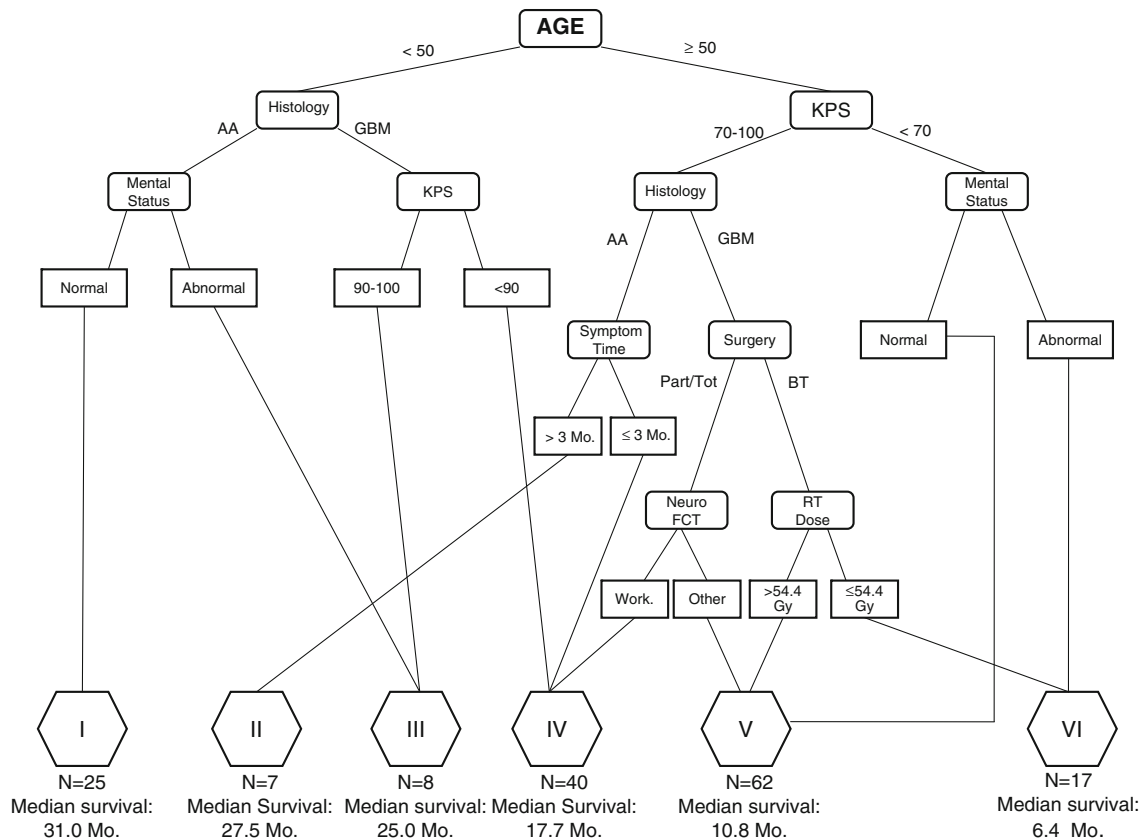 AGE
< 50
≥ 50
Histology
KPS
AA
GBM
70-100
< 70
Mental
Status
KPS
Histology
Mental
Status
AA
GBM
Normal
Abnormal
90-100
<90
Symptom
Time
Surgery
Normal
Abnormal
Part/Tot
BT
> 3 Mo.
≤ 3 Mo.
Neuro
FCT
RT
Dose
Work.
Other
>54.4
Gy
≤54.4
Gy
I
II
III
IV
V
VI
N=25
Median survival:
31.0 Mo.
N=7
Median Survival:
27.5 Mo.
N=8
Median survival:
25.0 Mo.
N=40
Median Survival:
17.7 Mo.
N=62
Median survival:
10.8 Mo.
N=17
Median survival:
6.4 Mo.